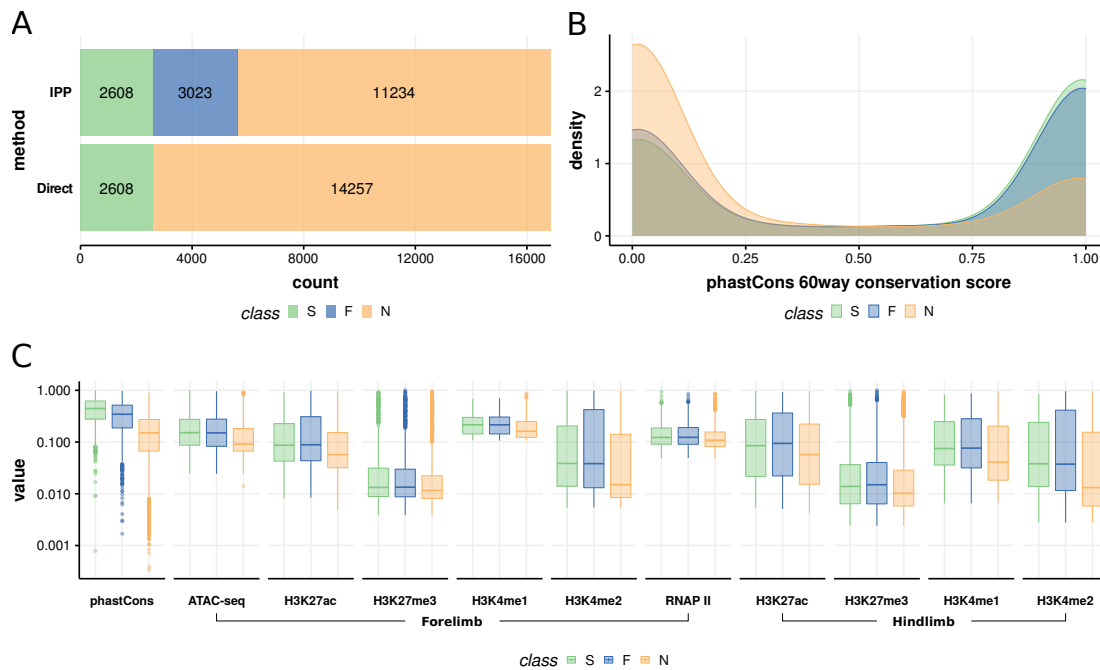 A
method
IPP
2608
3023
11234
Direct
2608
14257
0
4000
8000
12000
16000
count
class S F N
B
density
2
1
0
0.00
0.25
0.50
0.75
1.00
phastCons 60way conservation score
class S F N
C
value
1.000
0.100
0.010
0.001
phastCons ATAC-seq H3K27ac H3K27me3 H3K4me1 H3K4me2 RNAP II H3K27ac H3K27me3 H3K4me1 H3K4me2
Forelimb Hindlimb
class S F N